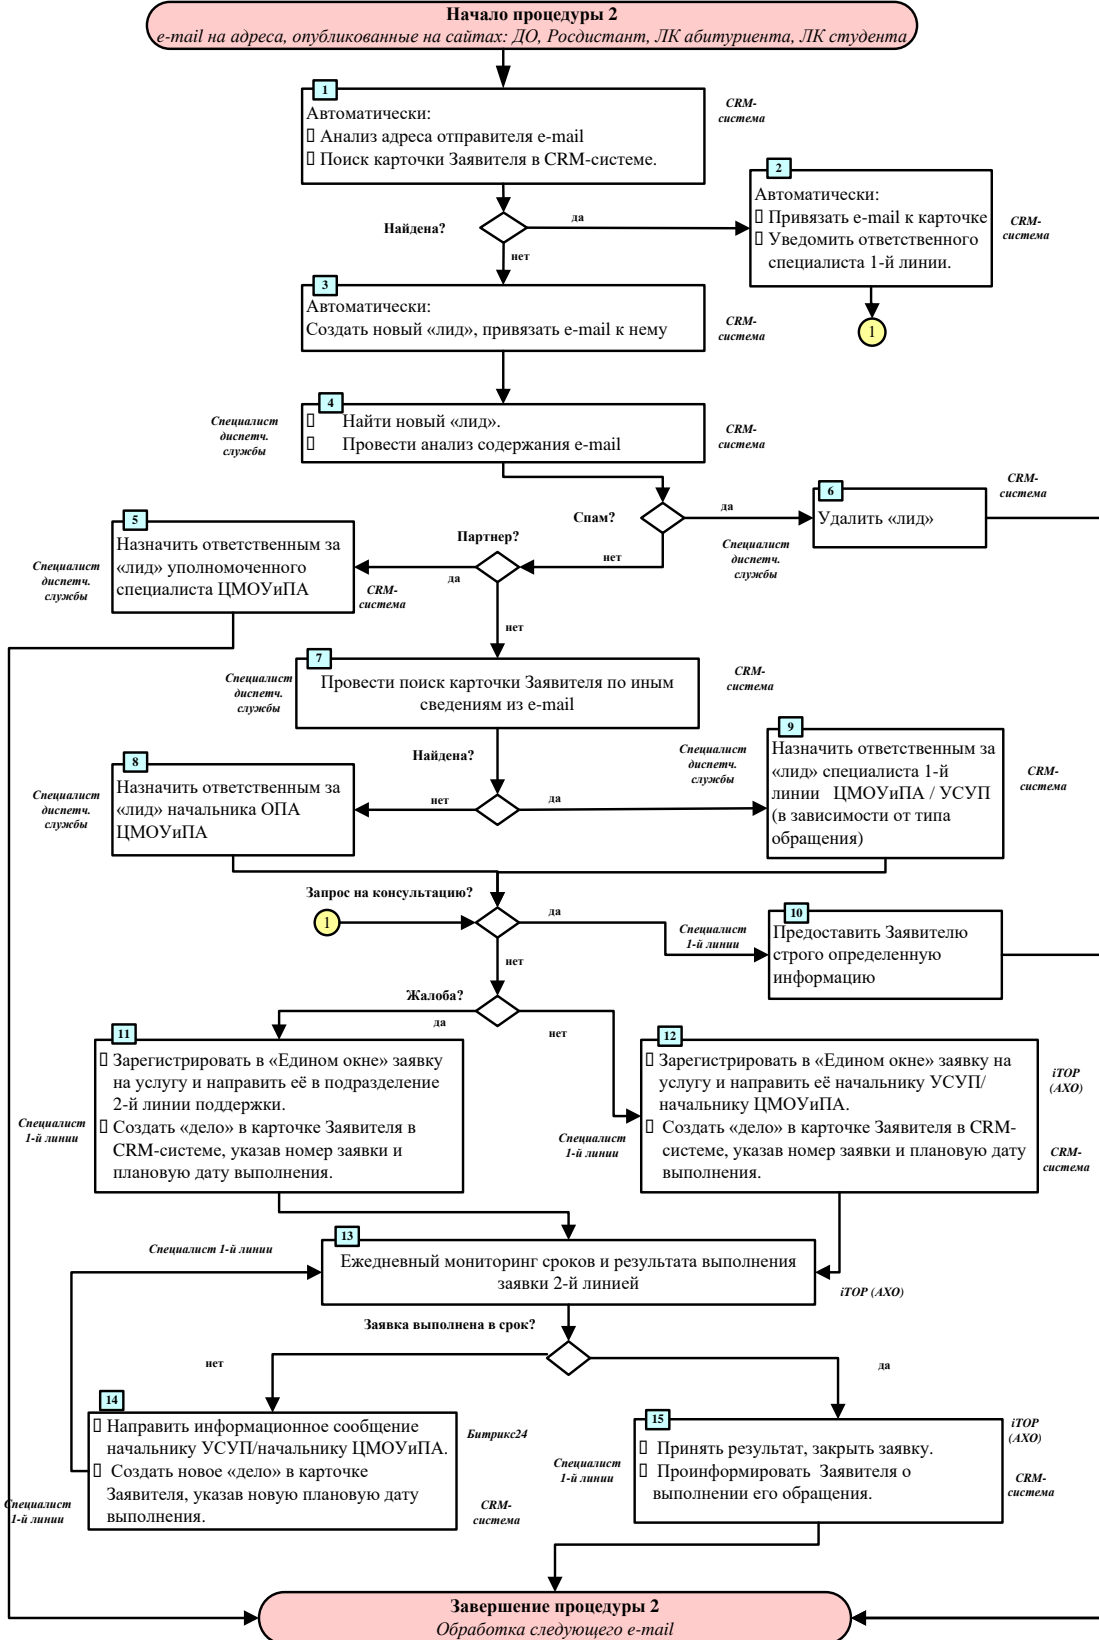 Начало процедуры 2
e-mail на адреса, опубликованные на сайтах: ДО, Росдистант, ЛК абитуриента, ЛК студента
1
Автоматически:
Анализ адреса отправителя e-mail
Поиск карточки Заявителя в CRM-системе.
CRM-
система
2
Автоматически:
Привязать e-mail к карточке
Уведомить ответственного
специалиста 1-й линии.
CRM-
система
Найдена?
да
нет
1
3
Автоматически:
Создать новый «лид», привязать e-mail к нему
CRM-
система
4
Найти новый «лид».
Провести анализ содержания e-mail
Специалист
диспетч.
службы
CRM-
система
Спам?
да
нет
Специалист
диспетч.
службы
6
Удалить «лид»
CRM-
система
Партнер?
да
нет
CRM-
система
5
Назначить ответственным за
«лид» уполномоченного
специалиста ЦМОУиПА
Специалист
диспетч.
службы
7
Провести поиск карточки Заявителя по иным
сведениям из e-mail
Специалист
диспетч.
службы
CRM-
система
Найдена?
нет
да
8
Назначить ответственным за
«лид» начальника ОПА
ЦМОУиПА
Специалист
диспетч.
службы
9
Назначить ответственным за
«лид» специалиста 1-й
линии ЦМОУиПА / УСУП
(в зависимости от типа
обращения)
Специалист
диспетч.
службы
CRM-
система
Запрос на консультацию?
1
да
нет
Специалист
1-й линии
10
Предоставить Заявителю
строго определенную
информацию
Жалоба?
да
нет
11
Зарегистрировать в «Едином окне» заявку
на услугу и направить её в подразделение
2-й линии поддержки.
Создать «дело» в карточке Заявителя в
CRM-системе, указав номер заявки и
плановую дату выполнения.
Специалист
1-й линии
12
Зарегистрировать в «Едином окне» заявку на
услугу и направить её начальнику УСУП/
начальнику ЦМОУиПА.
Создать «дело» в карточке Заявителя в CRM-
системе, указав номер заявки и плановую дату
выполнения.
Специалист
1-й линии
iTOP
(АХО)
CRM-
система
13
Ежедневный мониторинг сроков и результата выполнения
заявки 2-й линией
Специалист 1-й линии
iTOP (АХО)
Заявка выполнена в срок?
нет
да
14
Направить информационное сообщение
начальнику УСУП/начальнику ЦМОУиПА.
Создать новое «дело» в карточке
Заявителя, указав новую плановую дату
выполнения.
Битрикс24
CRM-
система
Специалист
1-й линии
15
Принять результат, закрыть заявку.
Проинформировать Заявителя о
выполнении его обращения.
Специалист
1-й линии
iTOP
(АХО)
CRM-
система
Завершение процедуры 2
Обработка следующего e-mail